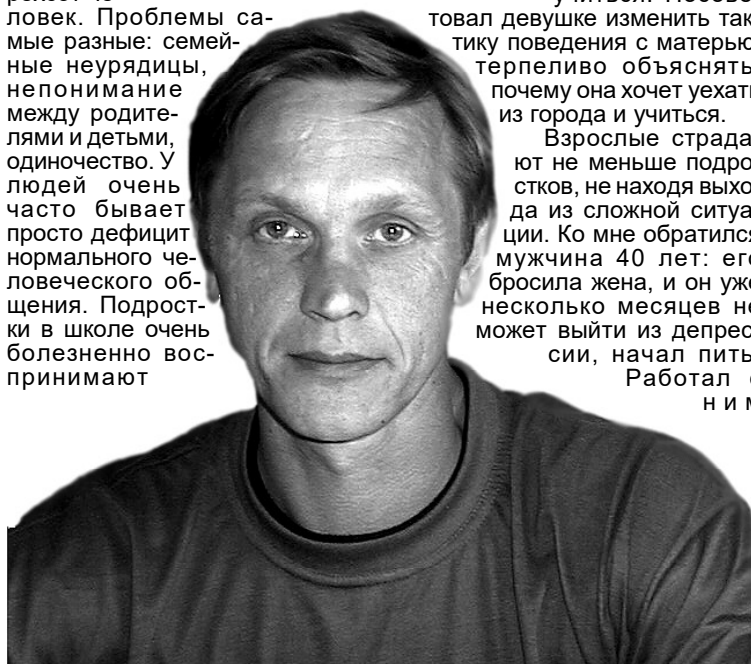 ловек. Проблемы са-
мые разные: семей-
ные неурядицы,
непонимание
между родите-
лями и детьми,
одиночество. У
людей очень
часто бывает
просто дефицит
нормального че-
ловеческого об-
щения. Подрост-
ки в школе очень
болезненно вос-
принимают
товал девушке изменить так
тику поведения с матерью
терпеливо объяснять
почему она хочет уехать
из города и учиться.
Взрослые страда
ют не меньше подро
стков, не находя выхо
да из сложной ситуа
ции. Ко мне обратился
мужчина 40 лет: его
бросила жена, и он уже
несколько месяцев не
может выйти из депрес
сии, начал пить
Работал с
ним